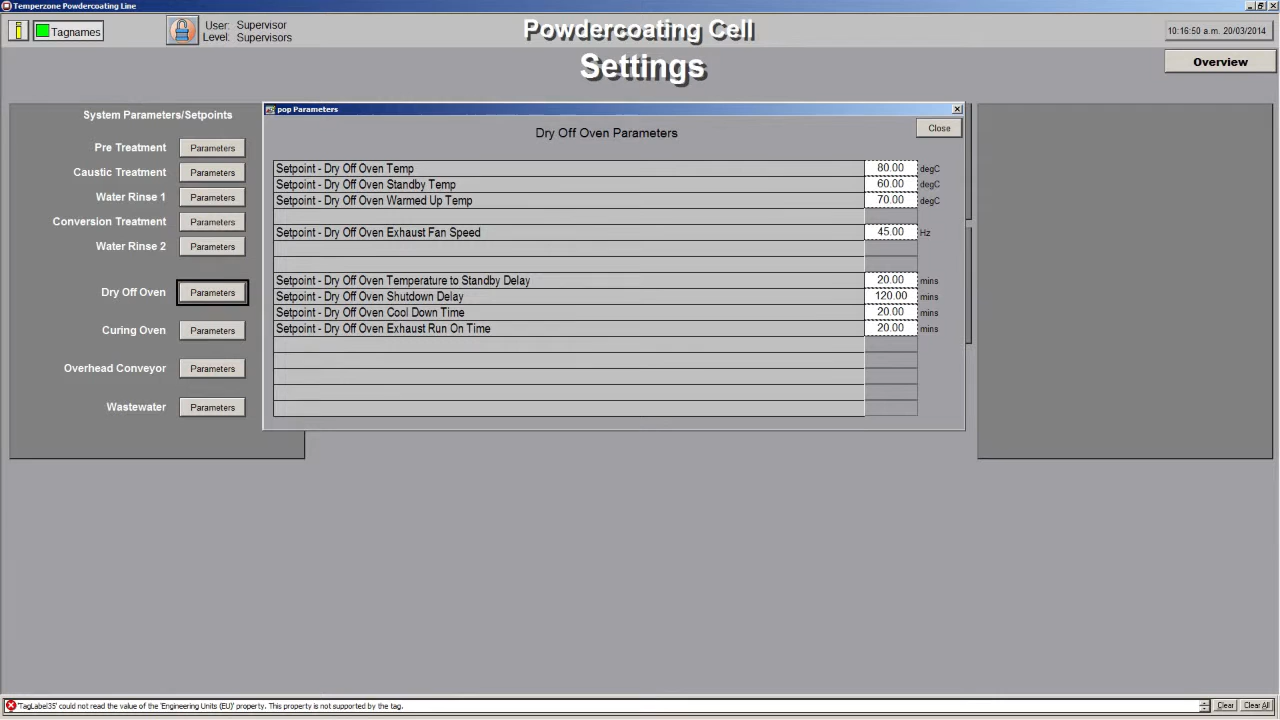 Temperzone Powdercoating Line
Tagnames
User: Supervisor
Level: Supervisors
Powdercoating Cell
Settings
10:16:50 a.m. 20/03/2014
Overview
System Parameters/Setpoints
Pre Treatment Parameters
Caustic Treatment Parameters
Water Rinse 1 Parameters
Conversion Treatment Parameters
Water Rinse 2 Parameters
Dry Off Oven Parameters
Curing Oven Parameters
Overhead Conveyor Parameters
Wastewater Parameters
pop Parameters
Dry Off Oven Parameters
Close
Setpoint - Dry Off Oven Temp 80.00 degC
Setpoint - Dry Off Oven Standby Temp 60.00 degC
Setpoint - Dry Off Oven Warmed Up Temp 70.00 degC
Setpoint - Dry Off Oven Exhaust Fan Speed 45.00 Hz
Setpoint - Dry Off Oven Temperature to Standby Delay 20.00 mins
Setpoint - Dry Off Oven Shutdown Delay 120.00 mins
Setpoint - Dry Off Oven Cool Down Time 20.00 mins
Setpoint - Dry Off Oven Exhaust Run On Time 20.00 mins
'TagLabel35' could not read the value of the 'Engineering Units (EU)' property. This property is not supported by the tag.
Clear
Clear All